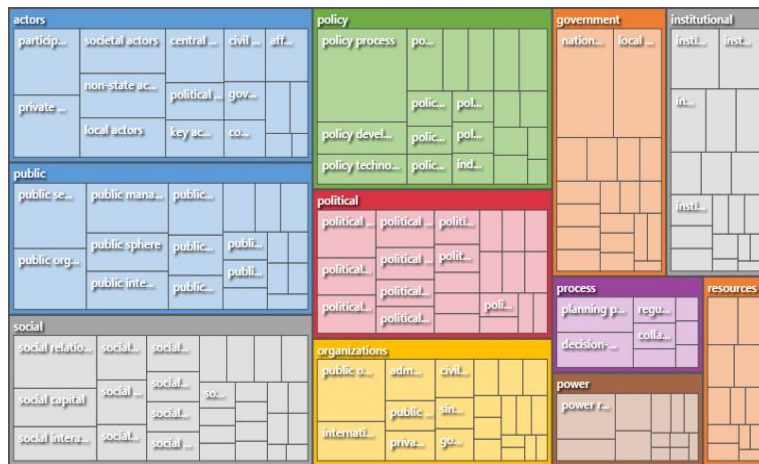 actors
particip...
private ...
societal actors
non-state ac...
local actors
central ...
political ...
key ac...
civil ...
gov...
co...
aff...
public
public se...
public org...
public mana...
public sphere
public inte...
public...
public...
public...
publi...
publi...
social
social relatio...
social capital
social intera...
social...
social ...
social...
social...
social...
social...
social ...
so...
policy
policy process
policy devel...
policy techno...
po...
polic...
polic...
polic...
pol...
pol...
ind...
political
political ...
political...
political...
political ...
political...
political...
political...
politi...
polit...
poli...
organizations
public o...
internati...
adm...
public ...
priva...
civil...
sin...
go...
government
nation...
local ...
institutional
insti...
inst...
in...
insti...
process
planning p...
decision-...
regu...
colla...
power
power r...
resources